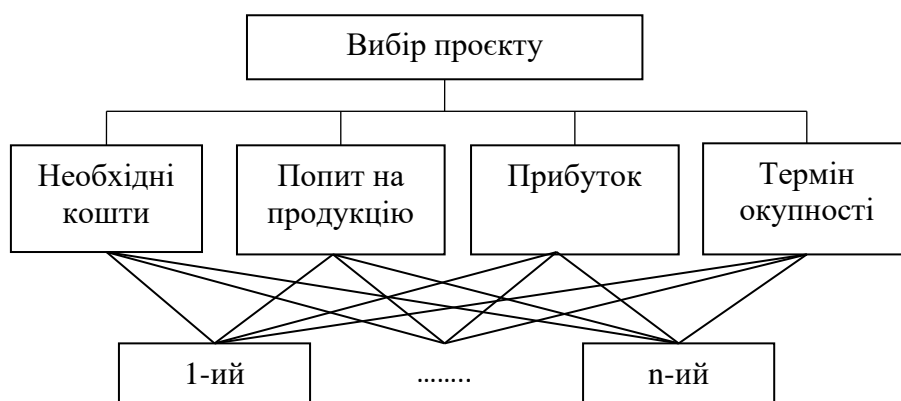 Вибір проєкту
Необхідні
кошти
Попит на
продукцію
Прибуток
Термін
окупності
1-ий
........
n-ий